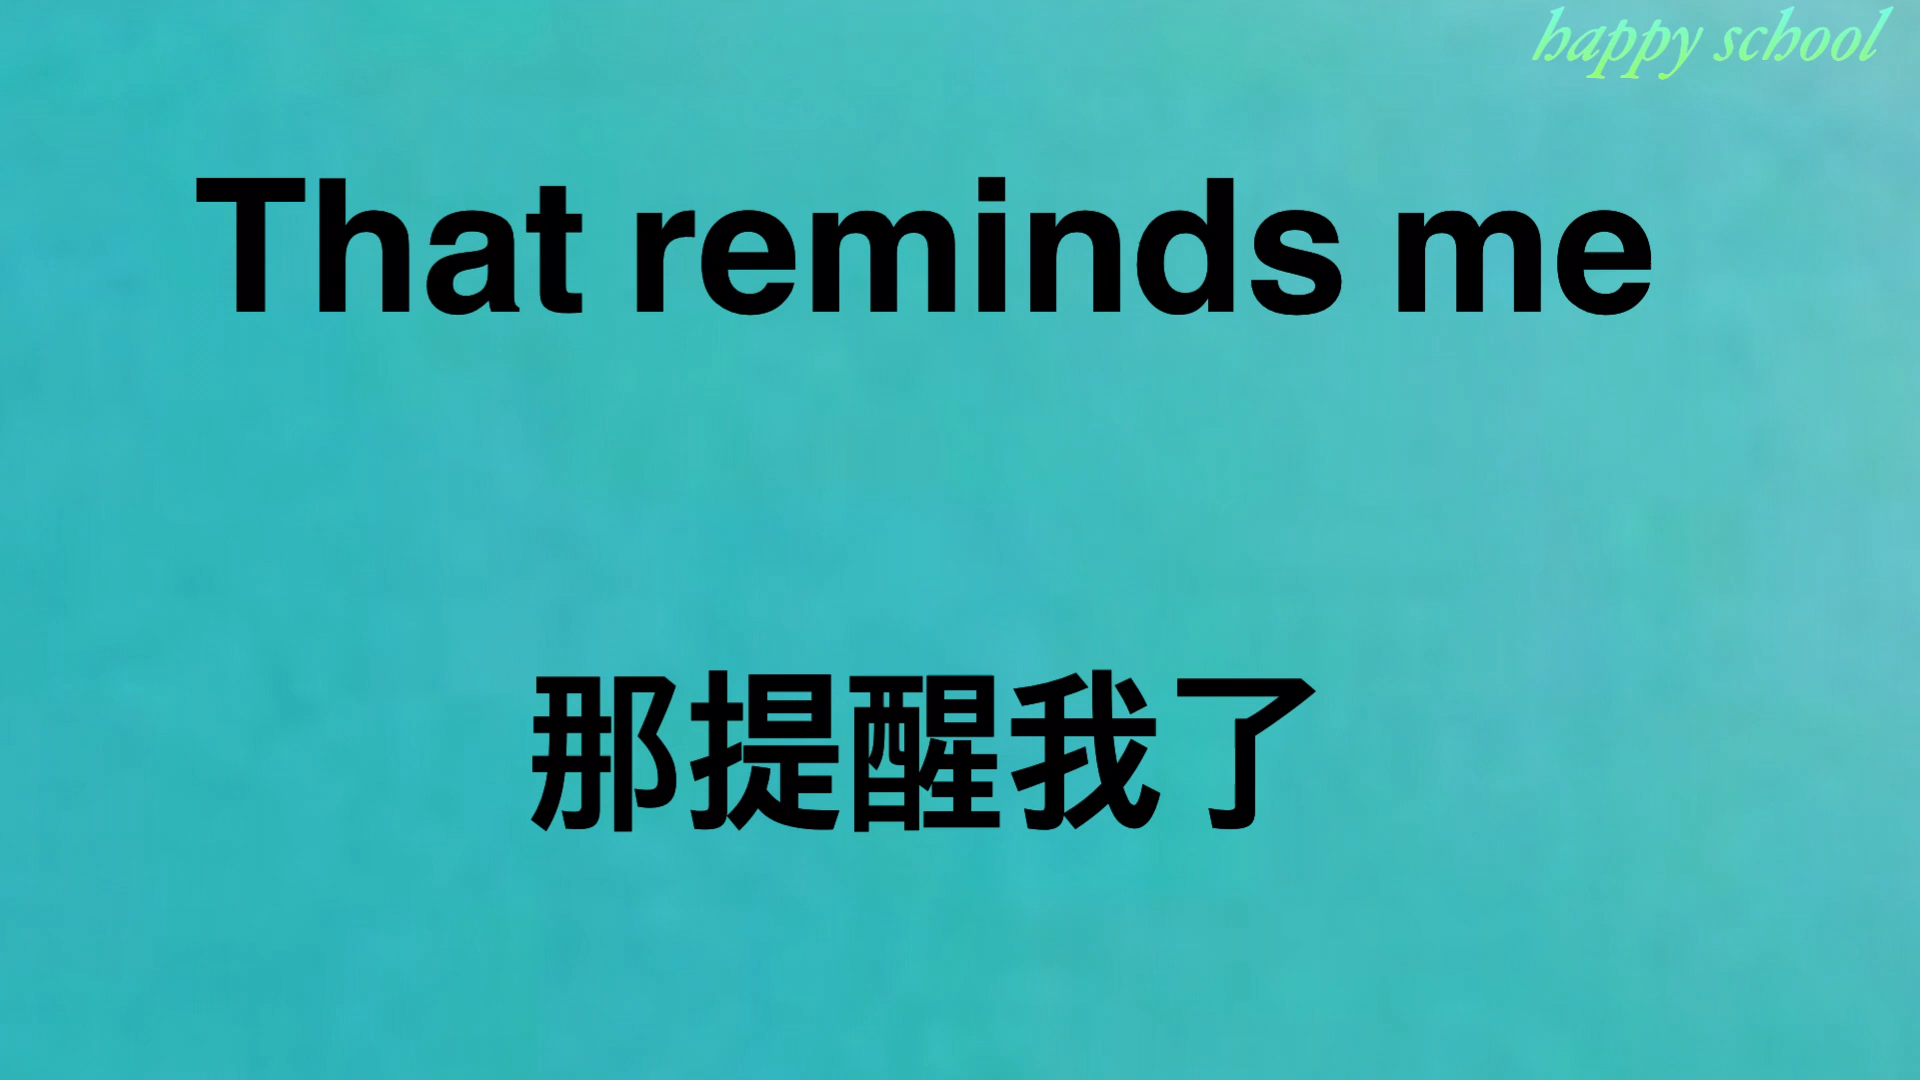 happy school
That reminds me
那提醒我了